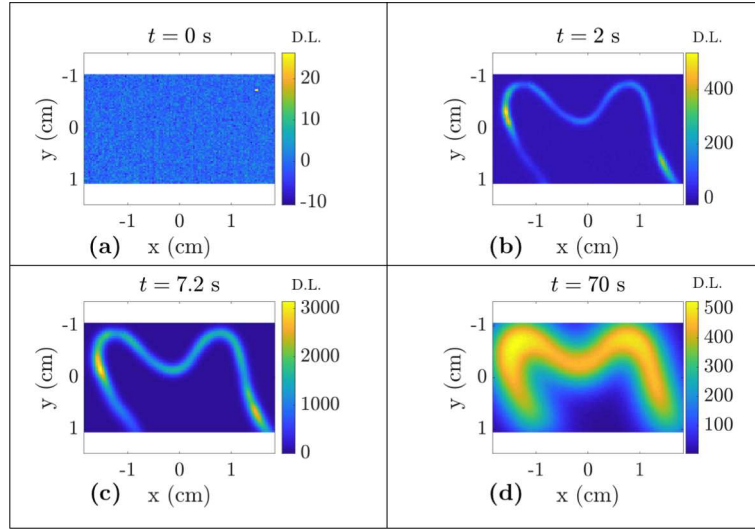 t = 0 s
D.L.
-1
0
1
y (cm)
-1 0 1
x (cm)
20
10
0
-10
(a)
t = 2 s
D.L.
-1
0
1
y (cm)
-1 0 1
x (cm)
400
200
0
(b)
t = 7.2 s
D.L.
-1
0
1
y (cm)
-1 0 1
x (cm)
3000
2000
1000
0
(c)
t = 70 s
D.L.
-1
0
1
y (cm)
-1 0 1
x (cm)
500
400
300
200
100
(d)